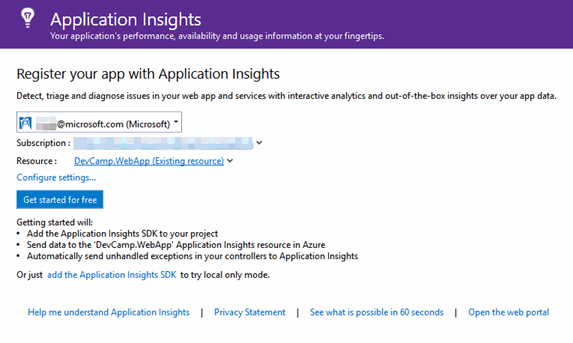 Application Insights
Your application's performance, availability and usage information at your fingertips.
Register your app with Application Insights
Detect, triage and diagnose issues in your web app and services with interactive analytics and out-of-the-box insights over your app data.
@microsoft.com (Microsoft)
Subscription :
Resource : DevCamp.WebApp (Existing resource)
Configure settings...
Get started for free
Getting started will:
• Add the Application Insights SDK to your project
• Send data to the 'DevCamp.WebApp' Application Insights resource in Azure
• Automatically send unhandled exceptions in your controllers to Application Insights
Or just add the Application Insights SDK to try local only mode.
Help me understand Application Insights | Privacy Statement | See what is possible in 60 seconds | Open the web portal